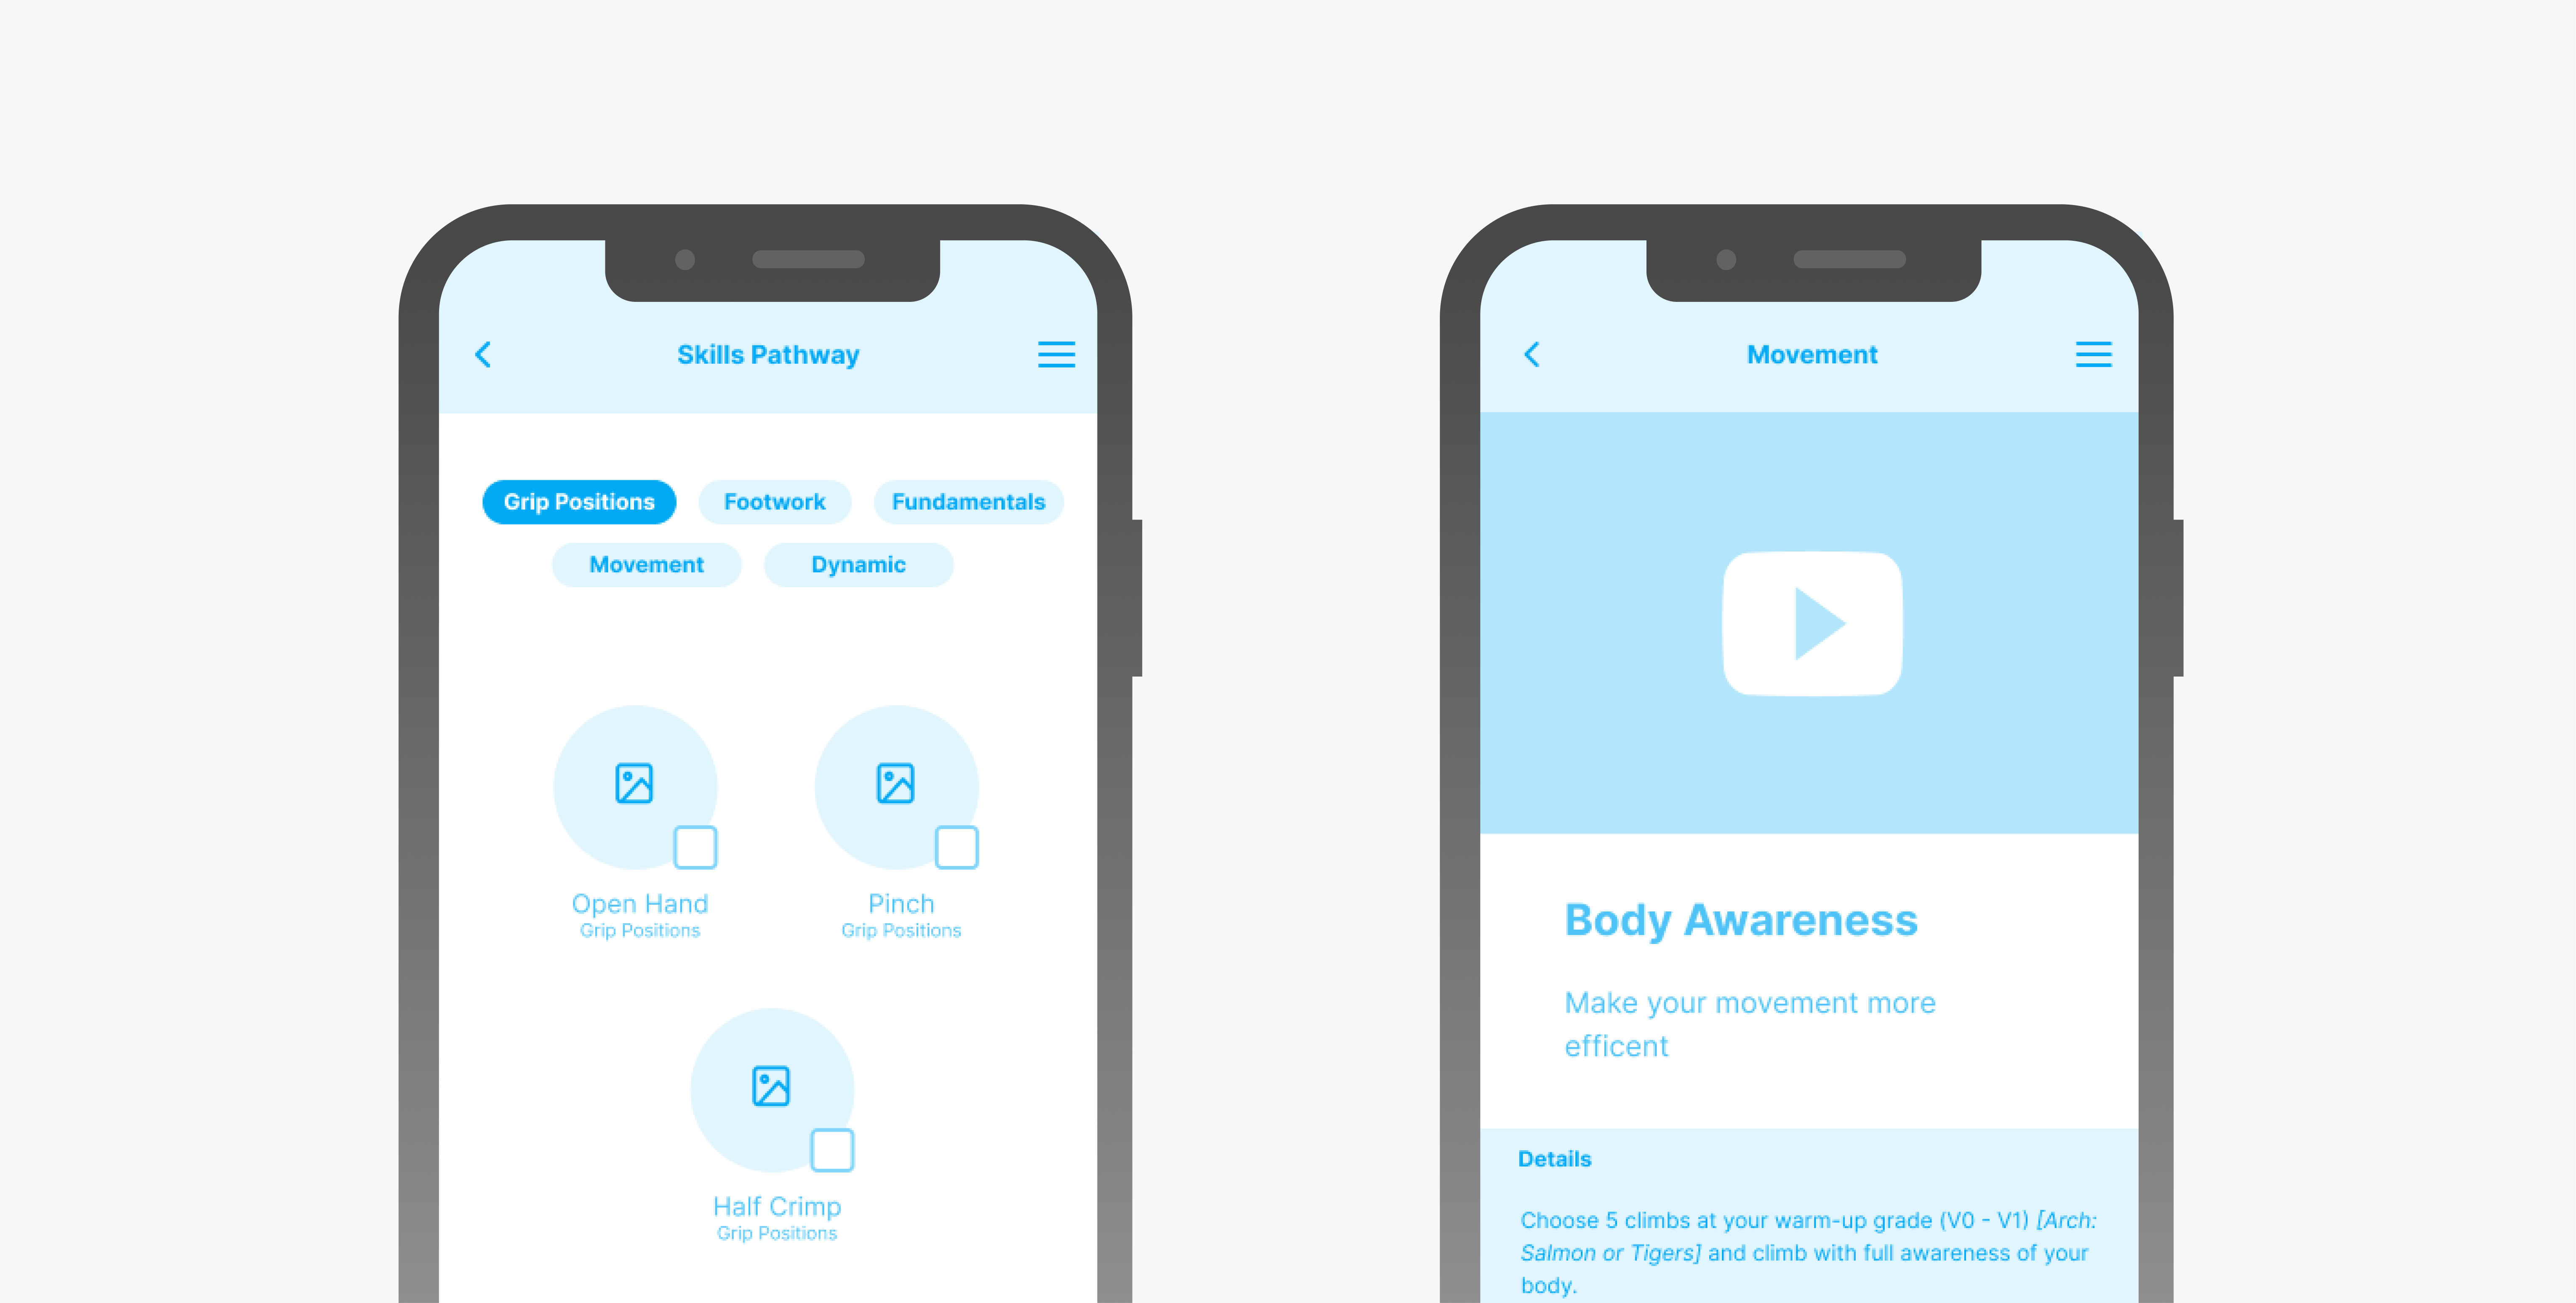 Skills Pathway
Grip Positions
Footwork
Fundamentals
Movement
Dynamic
Open Hand
Grip Positions
Pinch
Grip Positions
Half Crimp
Grip Positions
Movement
Body Awareness
Make your movement more
efficent
Details
Choose 5 climbs at your warm-up grade (V0 - V1) [Arch:
Salmon or Tigers] and climb with full awareness of your
body.